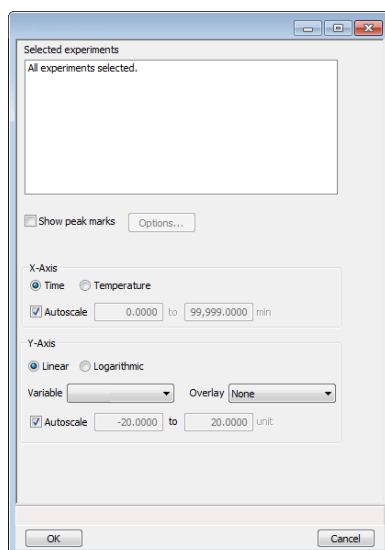 Selected experiments
All experiments selected.
Show peak marks Options...
X-Axis
Time Temperature
Autoscale 0.0000 to 99,999.0000 min
Y-Axis
Linear Logarithmic
Variable Overlay None
Autoscale -20.0000 to 20.0000 unit
OK Cancel